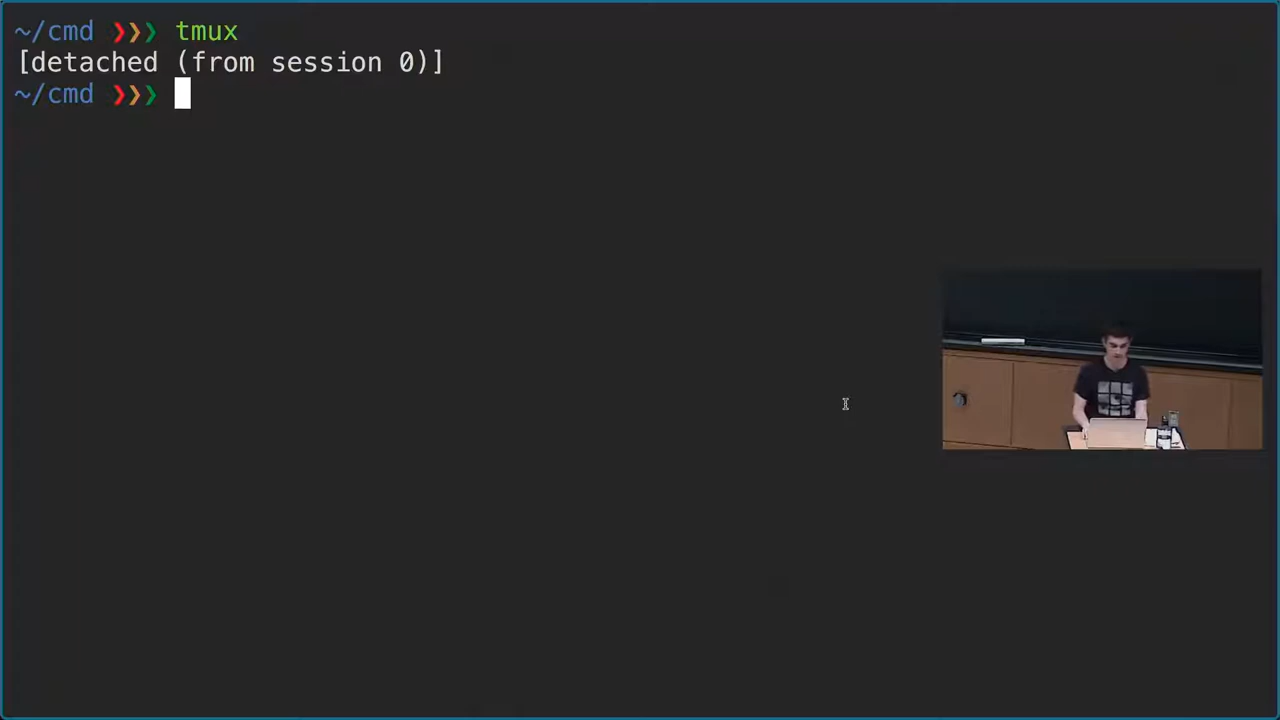 ~/cmd ❯❯❯ tmux
[detached (from session 0)]
~/cmd ❯❯❯